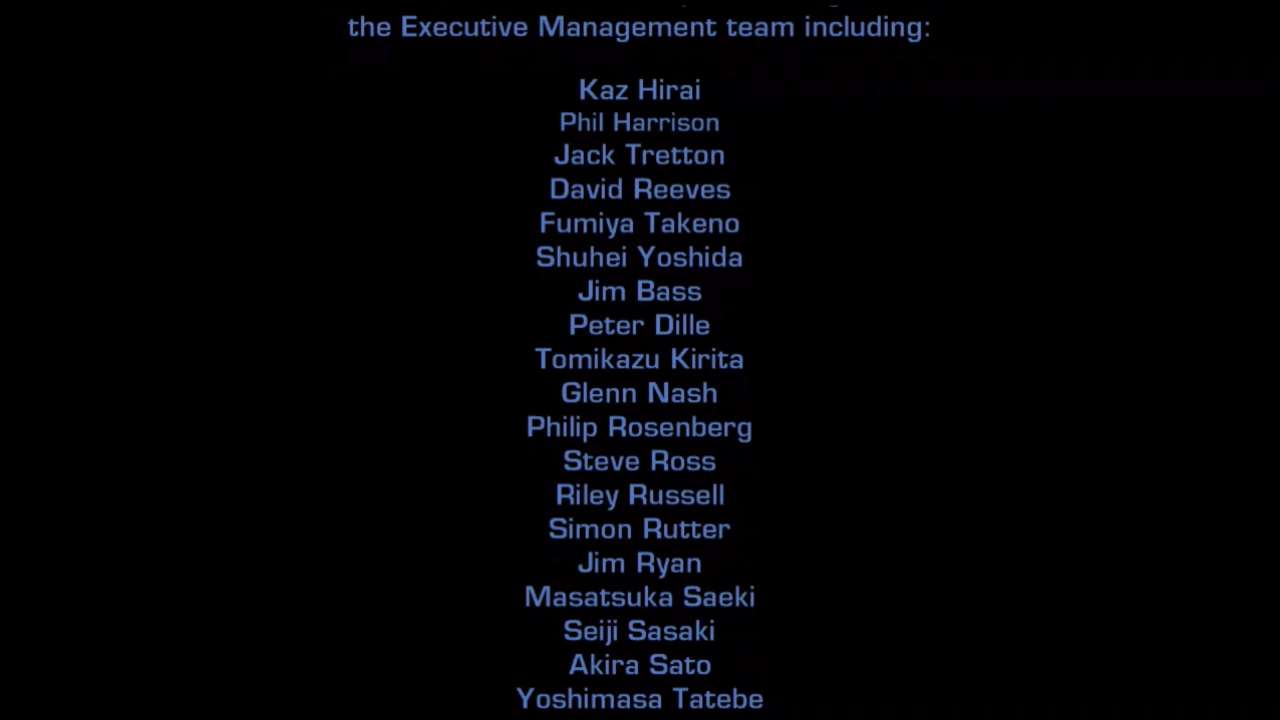 the Executive Management team including:
Kaz Hirai
Phil Harrison
Jack Tretton
David Reeves
Fumiya Takeno
Shuhei Yoshida
Jim Bass
Peter Dille
Tomikazu Kirita
Glenn Nash
Philip Rosenberg
Steve Ross
Riley Russell
Simon Rutter
Jim Ryan
Masatsuka Saeki
Seiji Sasaki
Akira Sato
Yoshimasa Tatebe